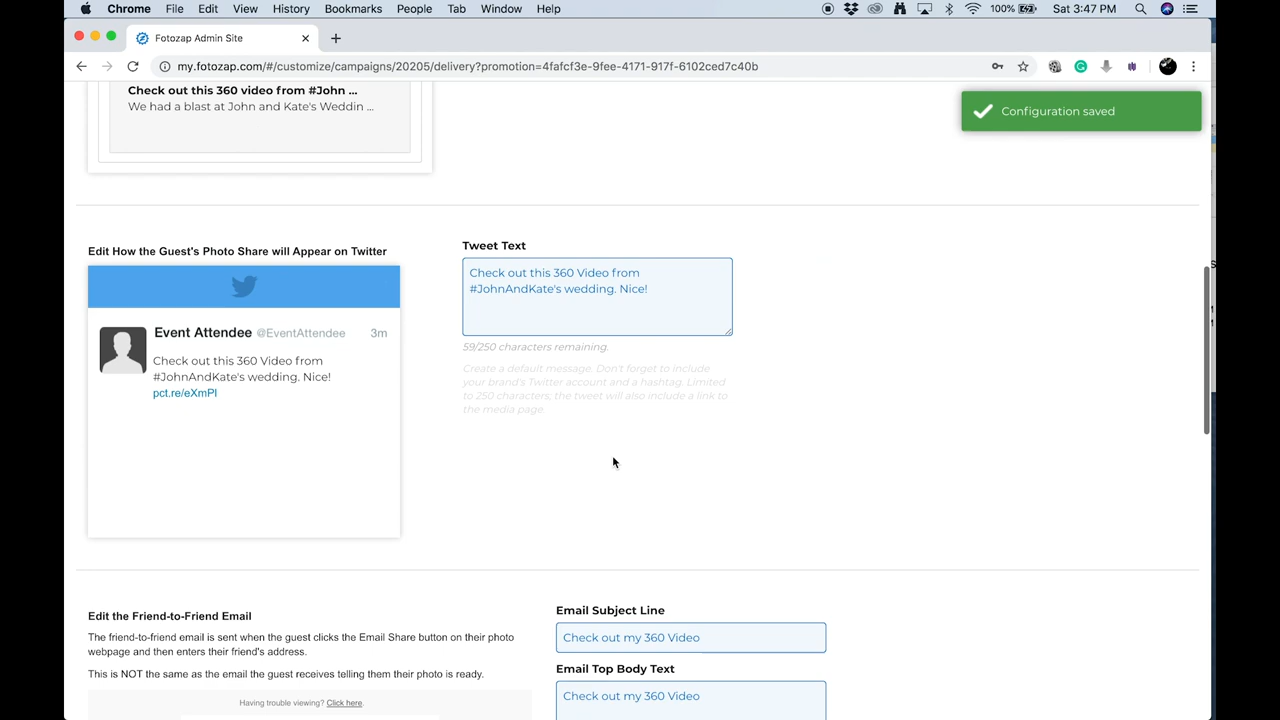 Chrome File Edit View History Bookmarks People Tab Window Help 100% Sat 3:47 PM
Fotozap Admin Site
my.fotozap.com/#/customize/campaigns/20205/delivery?promotion=4fafcf3e-9fee-4171-917f-6102ced7c40b
Check out this 360 video from #John ...
We had a blast at John and Kate's Weddin ...
Configuration saved
Edit How the Guest's Photo Share will Appear on Twitter
Event Attendee @EventAttendee 3m
Check out this 360 Video from
#JohnAndKate's wedding. Nice!
pct.re/eXmPI
Tweet Text
Check out this 360 Video from
#JohnAndKate's wedding. Nice!
59/250 characters remaining.
Create a default message. Don't forget to include
your brand's Twitter account and a hashtag. Limited
to 250 characters; the tweet will also include a link to
the media page
Edit the Friend-to-Friend Email
The friend-to-friend email is sent when the guest clicks the Email Share button on their photo
webpage and then enters their friend's address.
This is NOT the same as the email the guest receives telling them their photo is ready.
Having trouble viewing? Click here.
Email Subject Line
Check out my 360 Video
Email Top Body Text
Check out my 360 Video